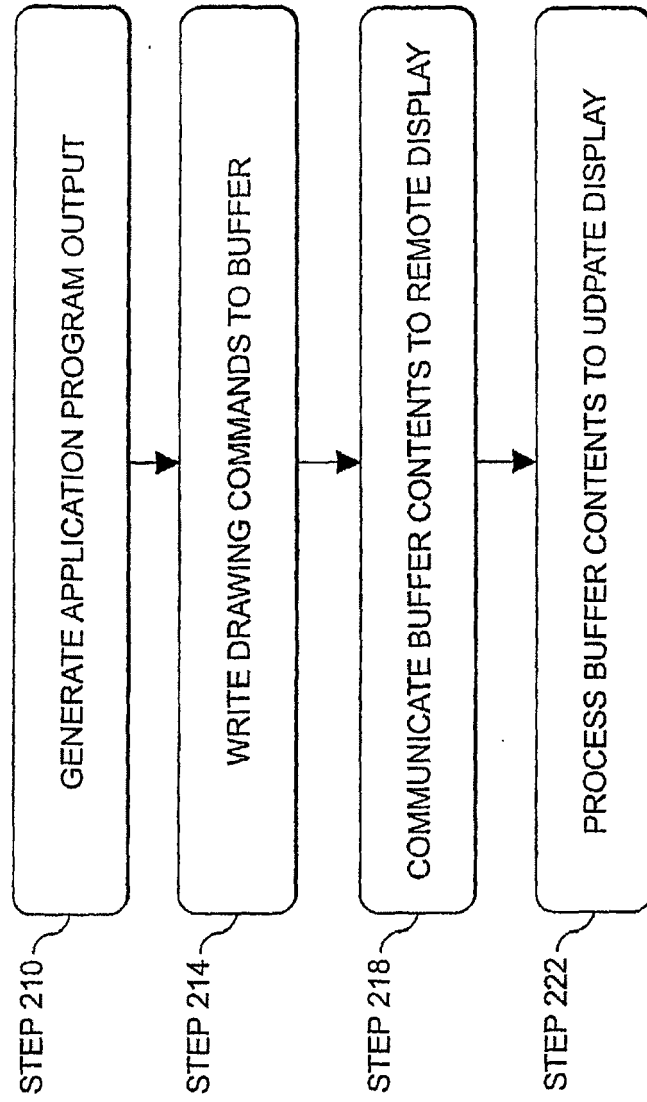 STEP 210
GENERATE APPLICATION PROGRAM OUTPUT
STEP 214
WRITE DRAWING COMMANDS TO BUFFER
STEP 218
COMMUNICATE BUFFER CONTENTS TO REMOTE DISPLAY
STEP 222
PROCESS BUFFER CONTENTS TO UDPATE DISPLAY